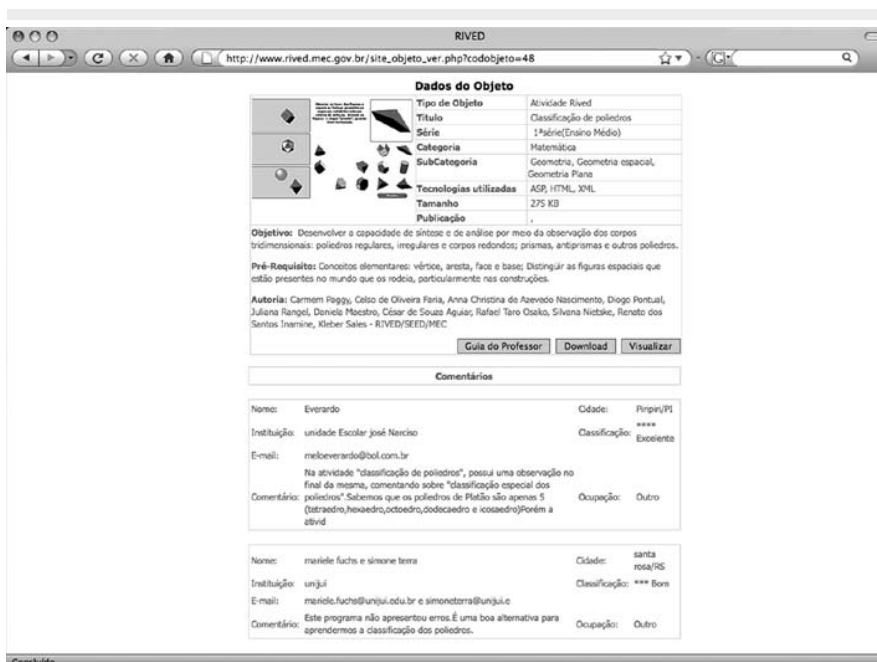 RIVED
http://www.rived.mec.gov.br/site_objeto_ver.php?codobjeto=48
Dados do Objeto
Tipo de Objeto Atividade Rived
Título Classificação de poliedros
Série 1ªsérie(Ensino Médio)
Categoria Matemática
SubCategoria Geometria, Geometria espacial,
Geometria Plana
Tecnologias utilizadas ASP, HTML, XML
Tamanho 275 KB
Publicação ,
Objetivo: Desenvolver a capacidade de síntese e de análise por meio da observação dos corpos
tridimensionais: poliedros regulares, irregulares e corpos redondos; prismas, antiprismas e outros poliedros.
Pré-Requisito: Conceitos elementares: vértice, aresta, face e base; Distinguir as figuras espaciais que
estão presentes no mundo que os rodeia, particularmente nas construções.
Autoria: Carmem Paggy, Celso de Oliveira Faria, Anna Christina de Azevedo Nascimento, Diogo Pontual,
Juliana Rangel, Daniela Maestro, César de Souza Aguiar, Rafael Taro Osako, Silvana Nietske, Renato dos
Santos Inamine, Kleber Sales - RIVED/SEED/MEC
Guia do Professor Download Visualizar
Comentários
Nome: Everardo Cidade: Piripiri/PI
Instituição: unidade Escolar josé Narciso Classificação: ****
Excelente
E-mail: meloeverardo@bol.com.br
Na atividade "classificação de poliedros", possui uma observação no
final da mesma, comentando sobre "classificação especial dos
Comentário: poliedros".Sabemos que os poliedros de Platão são apenas 5 Ocupação: Outro
(tetraedro,hexaedro,octoedro,dodecaedro e icosaedro)Porém a
ativid
Nome: mariele fuchs e simone terra Cidade: santa
rosa/RS
Instituição: unijui Classificação: *** Bom
E-mail: mariele.fuchs@unijui.edu.br e simoneterra@unijui.e
Comentário: Este programa não apresentou erros.É uma boa alternativa para
aprendermos a classificação dos poliedros. Ocupação: Outro